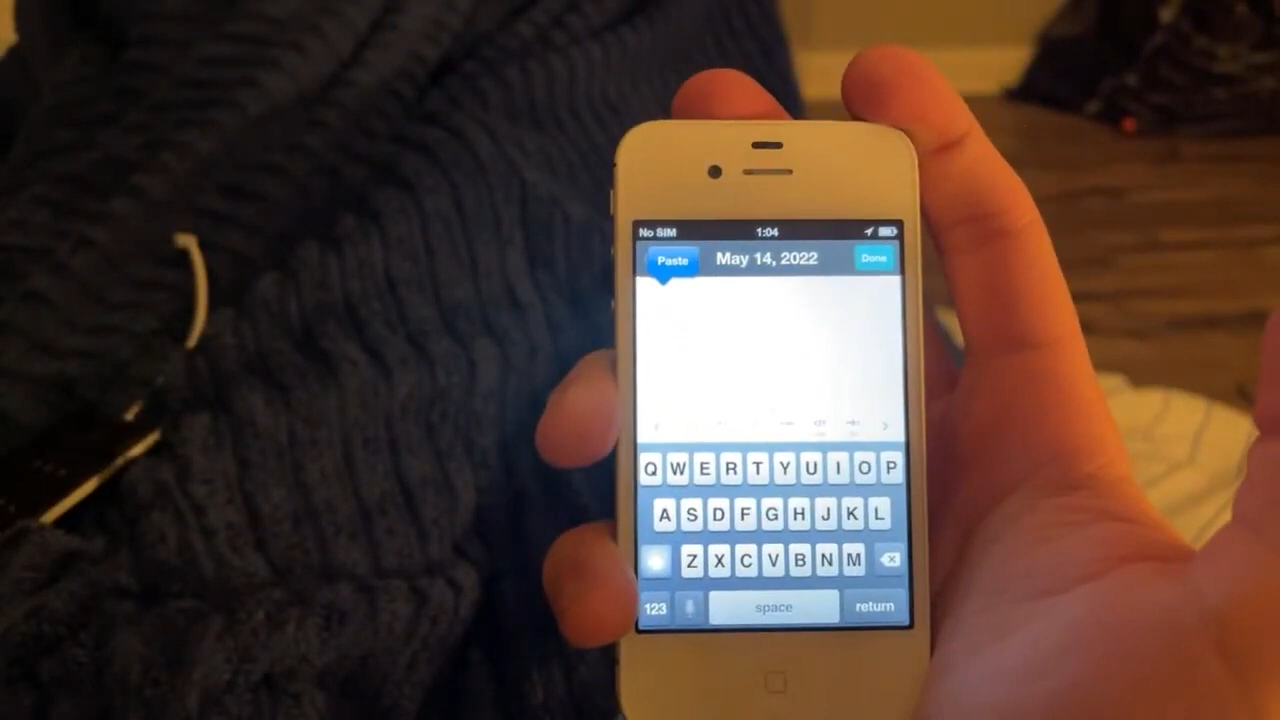 No SIM 1:04
Paste May 14, 2022 Done
Q W E R T Y U I O P
A S D F G H J K L
Z X C V B N M
123 space return